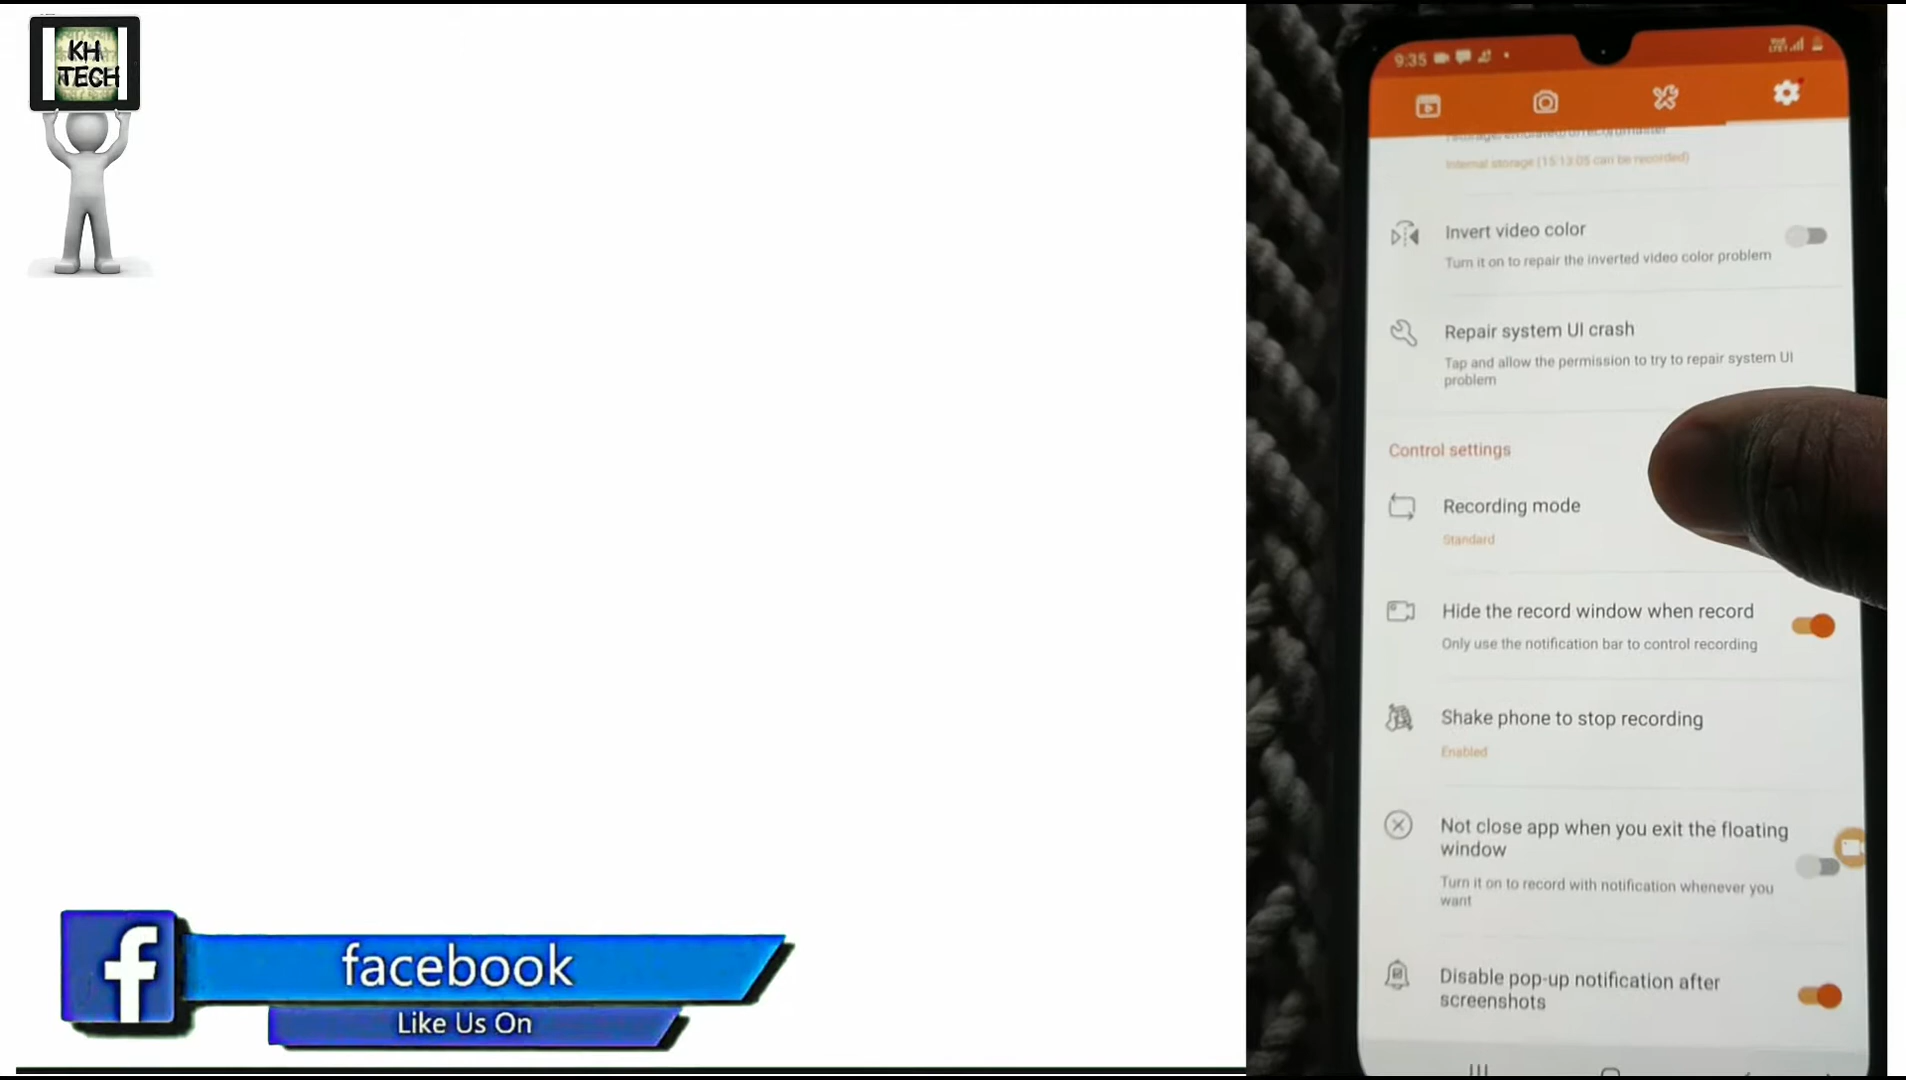 KH
TECH
9:35
Internal storage (15:13:05 can be recorded)
Invert video color
Turn it on to repair the inverted video color problem
Repair system UI crash
Tap and allow the permission to try to repair system UI
problem
Control settings
Recording mode
Standard
Hide the record window when record
Only use the notification bar to control recording
Shake phone to stop recording
Enabled
Not close app when you exit the floating
window
Turn it on to record with notification whenever you
want
Disable pop-up notification after
screenshots
f
facebook
Like Us On